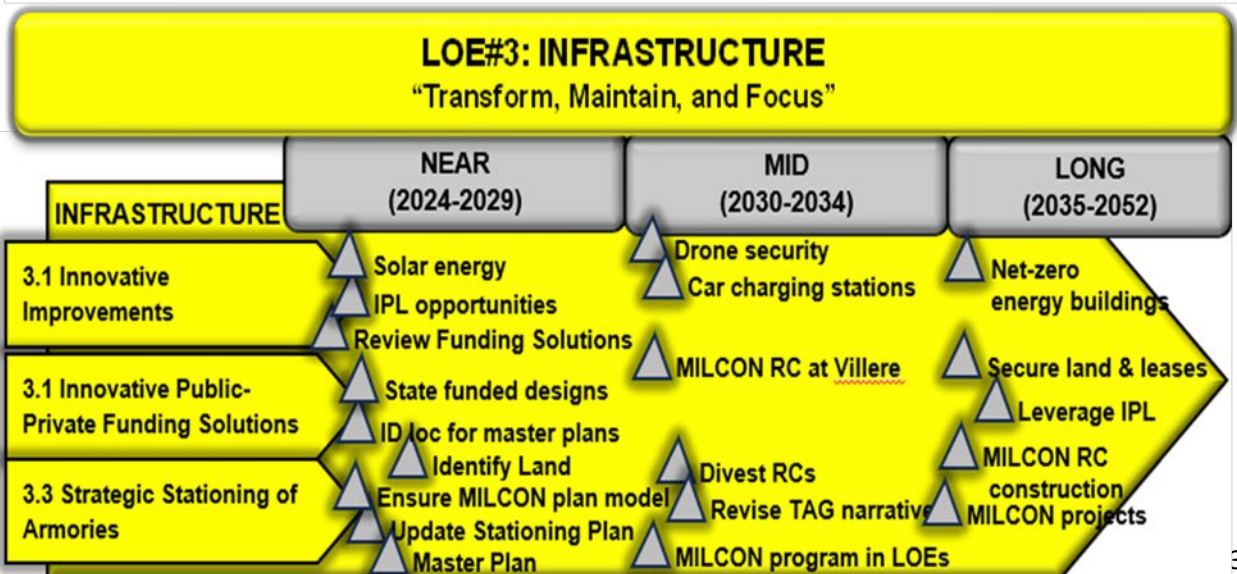 LOE#3: INFRASTRUCTURE
“Transform, Maintain, and Focus”
NEAR
(2024-2029)
MID
(2030-2034)
LONG
(2035-2052)
INFRASTRUCTURE
3.1 Innovative
Improvements
Solar energy
IPL opportunities
Review Funding Solutions
Drone security
Car charging stations
Net-zero
energy buildings
3.1 Innovative Public-
Private Funding Solutions
State funded designs
ID loc for master plans
Identify Land
MILCON RC at Villere
Secure land & leases
Leverage IPL
3.3 Strategic Stationing of
Armories
Ensure MILCON plan model
Update Stationing Plan
Master Plan
Divest RCs
Revise TAG narrative
MILCON program in LOEs
MILCON RC
construction
MILCON projects